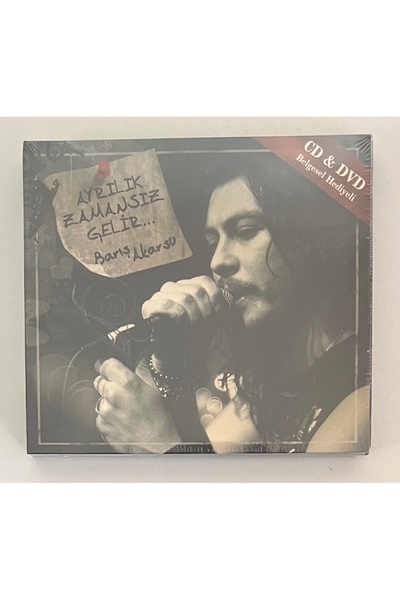 AYRILIK
ZAMANSIZ
GELİR...
Barış Akarsu
CD & DVD
Belgesel Hediyeli